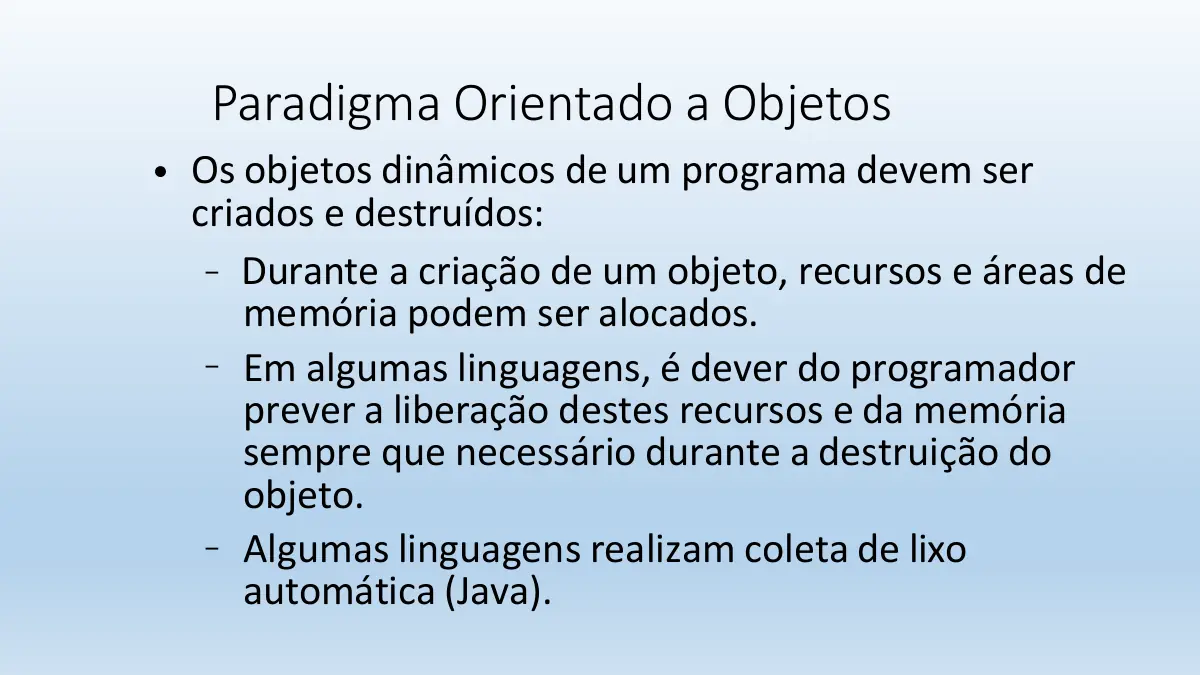 Paradigma Orientado a Objetos
• Os objetos dinâmicos de um programa devem ser
criados e destruídos:
– Durante a criação de um objeto, recursos e áreas de
memória podem ser alocados.
– Em algumas linguagens, é dever do programador
prever a liberação destes recursos e da memória
sempre que necessário durante a destruição do
objeto.
– Algumas linguagens realizam coleta de lixo
automática (Java).